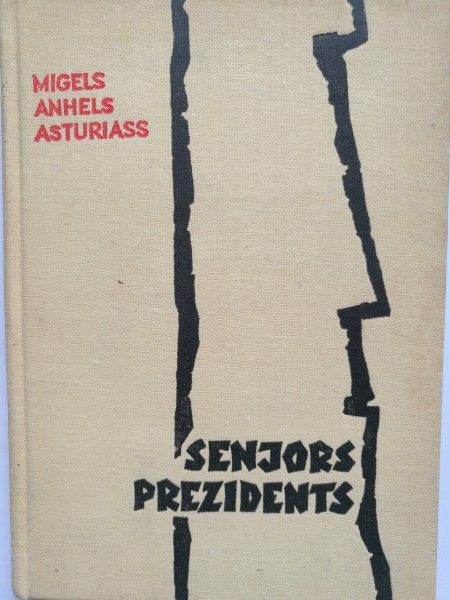 MIGELS
ANHELS
ASTURIASS
SENJORS
PREZIDENTS